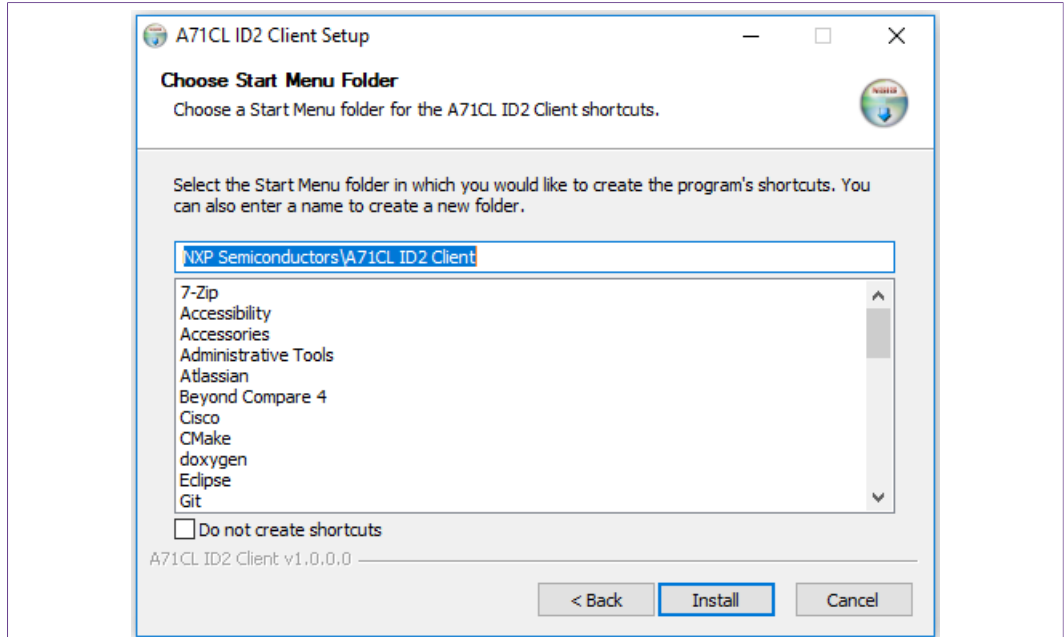 A71CL ID2 Client Setup
Choose Start Menu Folder
Choose a Start Menu folder for the A71CL ID2 Client shortcuts.
Select the Start Menu folder in which you would like to create the program's shortcuts. You
can also enter a name to create a new folder.
NXP Semiconductors\A71CL ID2 Client
7-Zip
Accessibility
Accessories
Administrative Tools
Atlassian
Beyond Compare 4
Cisco
CMake
doxygen
Eclipse
Git
Do not create shortcuts
A71CL ID2 Client v1.0.0.0
< Back
Install
Cancel